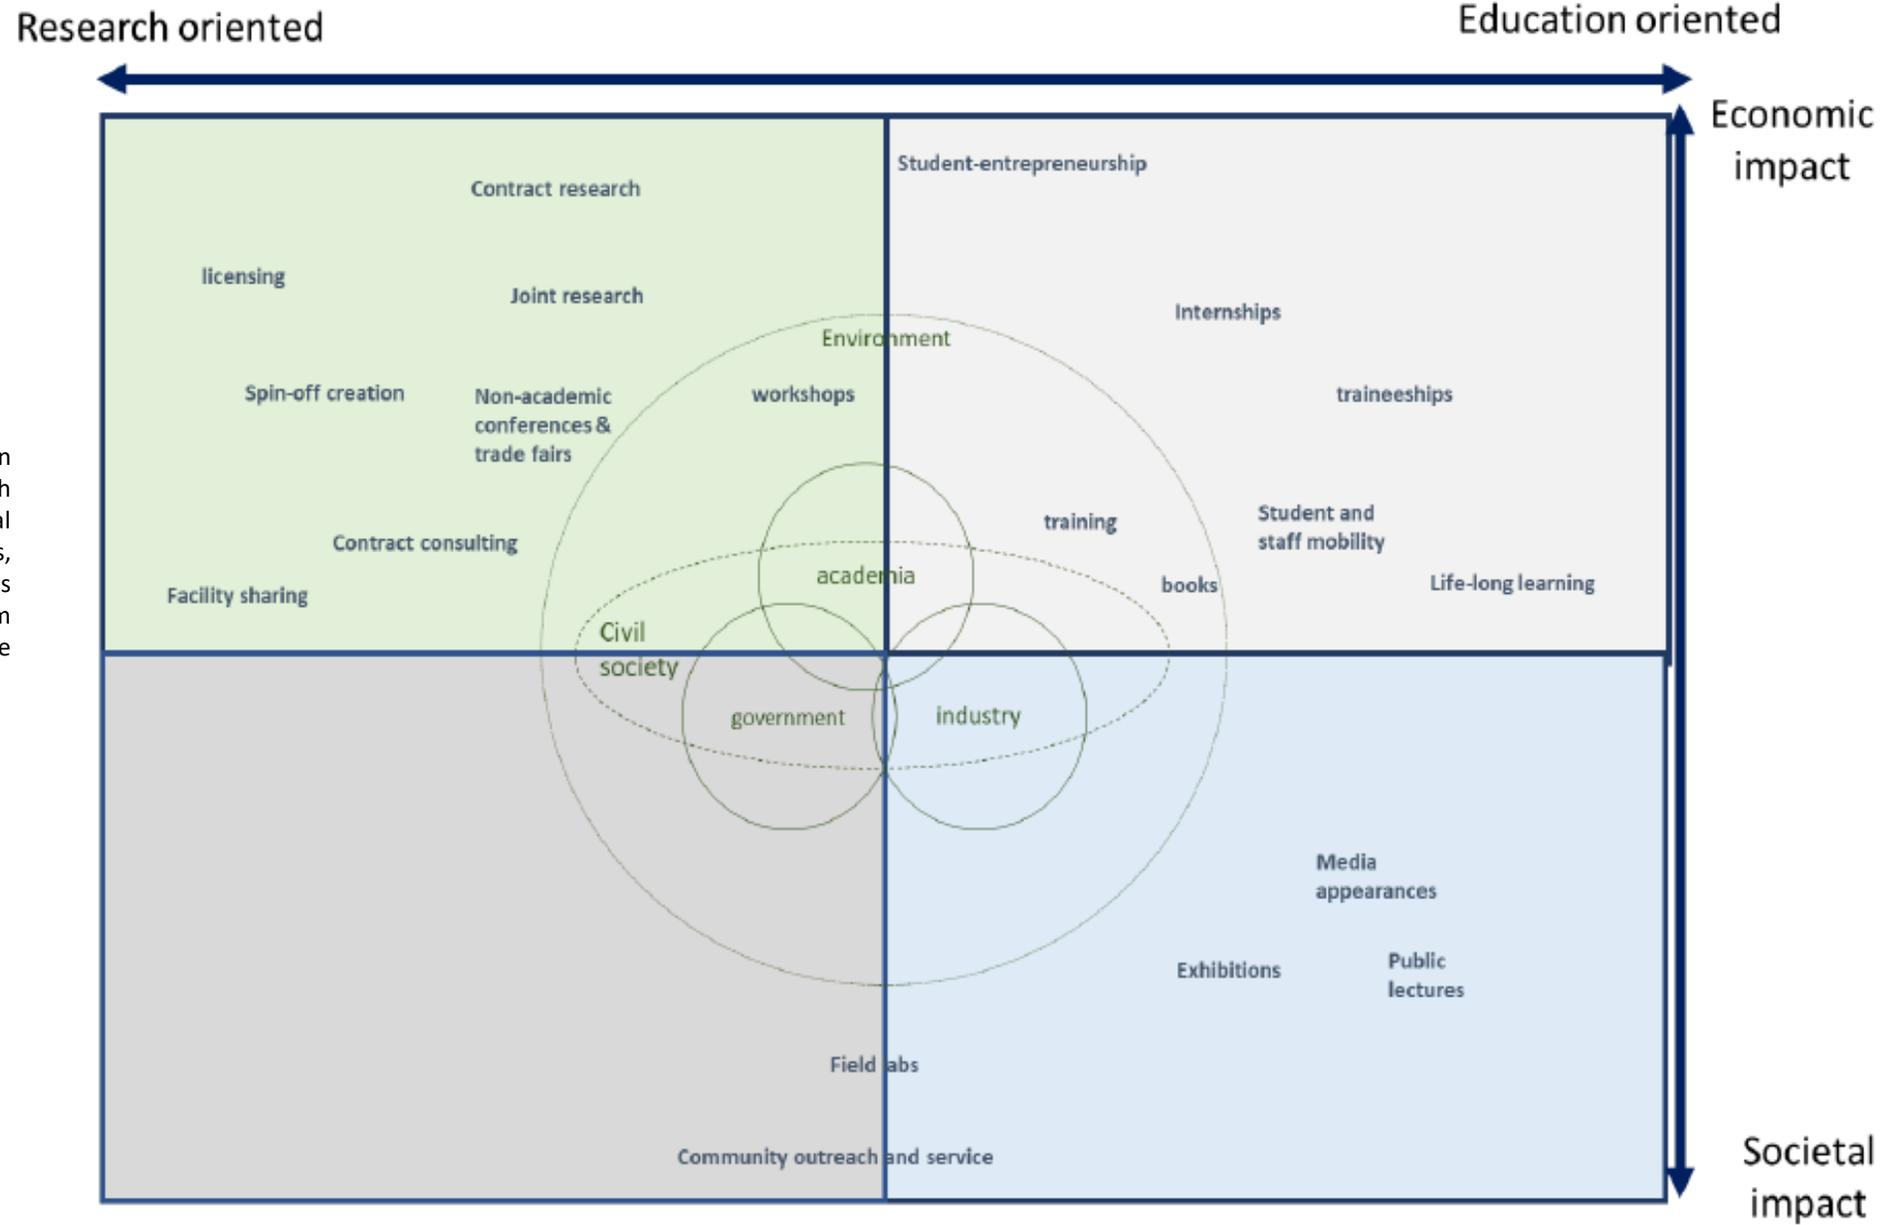 Research oriented
Education oriented
Economic
impact
Student-entrepreneurship
Contract research
licensing
Joint research
Internships
Environment
Spin-off creation
Non-academic
conferences &
trade fairs
workshops
traineeships
n
h
al
s,
s
n
e
training
Student and
staff mobility
Contract consulting
academia
books
Life-long learning
Facility sharing
Civil
society
government
industry
Media
appearances
Exhibitions
Public
lectures
Field abs
Community outreach and service
Societal
impact